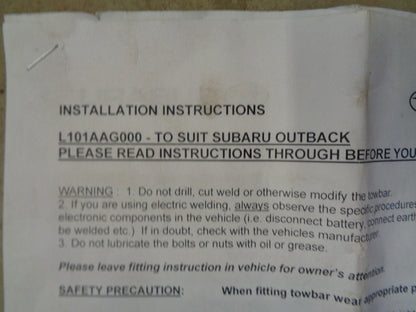 INSTALLATION INSTRUCTIONS
L101AAG000 - TO SUIT SUBARU OUTBACK
PLEASE READ INSTRUCTIONS THROUGH BEFORE YOU
WARNING : 1. Do not drill, cut weld or otherwise modify the towbar.
2. If you are using electric welding, always observe the specific procedures
electronic components in the vehicle (i.e. disconnect battery, connect earth
be welded etc.) If in doubt, check with the vehicles manufacturer.
3. Do not lubricate the bolts or nuts with oil or grease.
Please leave fitting instruction in vehicle for owner's attention.
SAFETY PRECAUTION: When fitting towbar wear appropriate p